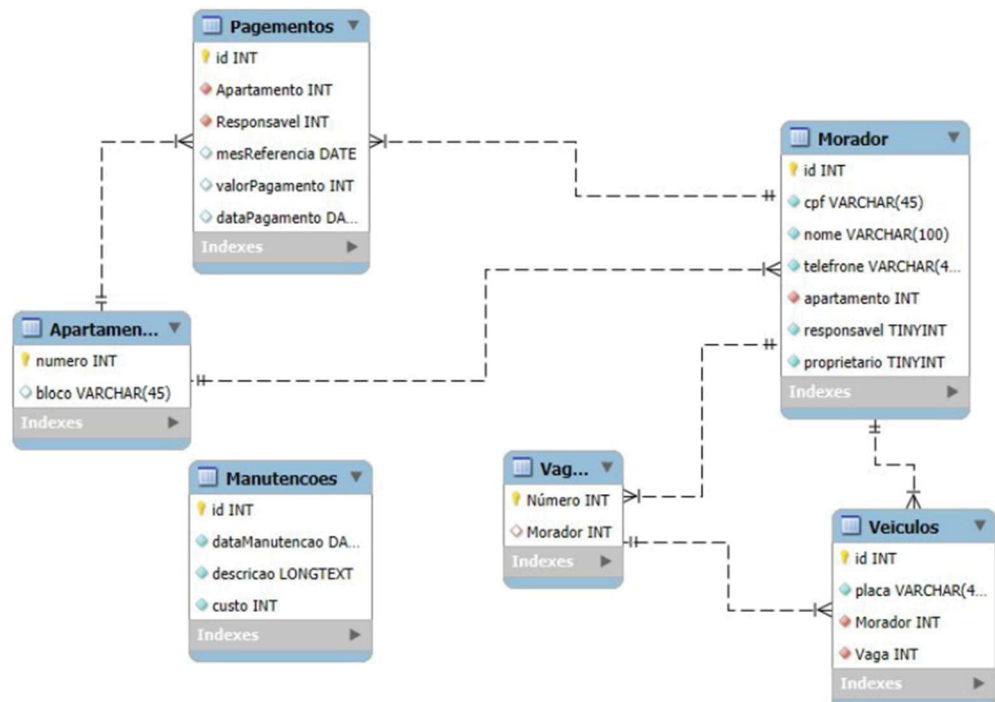 Pagementos
id INT
Apartamento INT
Responsavel INT
mesReferencia DATE
valorPagamento INT
dataPagamento DA...
Indexes
Morador
id INT
cpf VARCHAR(45)
nome VARCHAR(100)
telefrone VARCHAR(4...
apartamento INT
responsavel TINYINT
proprietario TINYINT
Indexes
Apartamen...
numero INT
bloco VARCHAR(45)
Indexes
Manutencoes
id INT
dataManutencao DA...
descricao LONGTEXT
custo INT
Indexes
Vag...
Número INT
Morador INT
Indexes
Veiculos
id INT
placa VARCHAR(4...
Morador INT
Vaga INT
Indexes